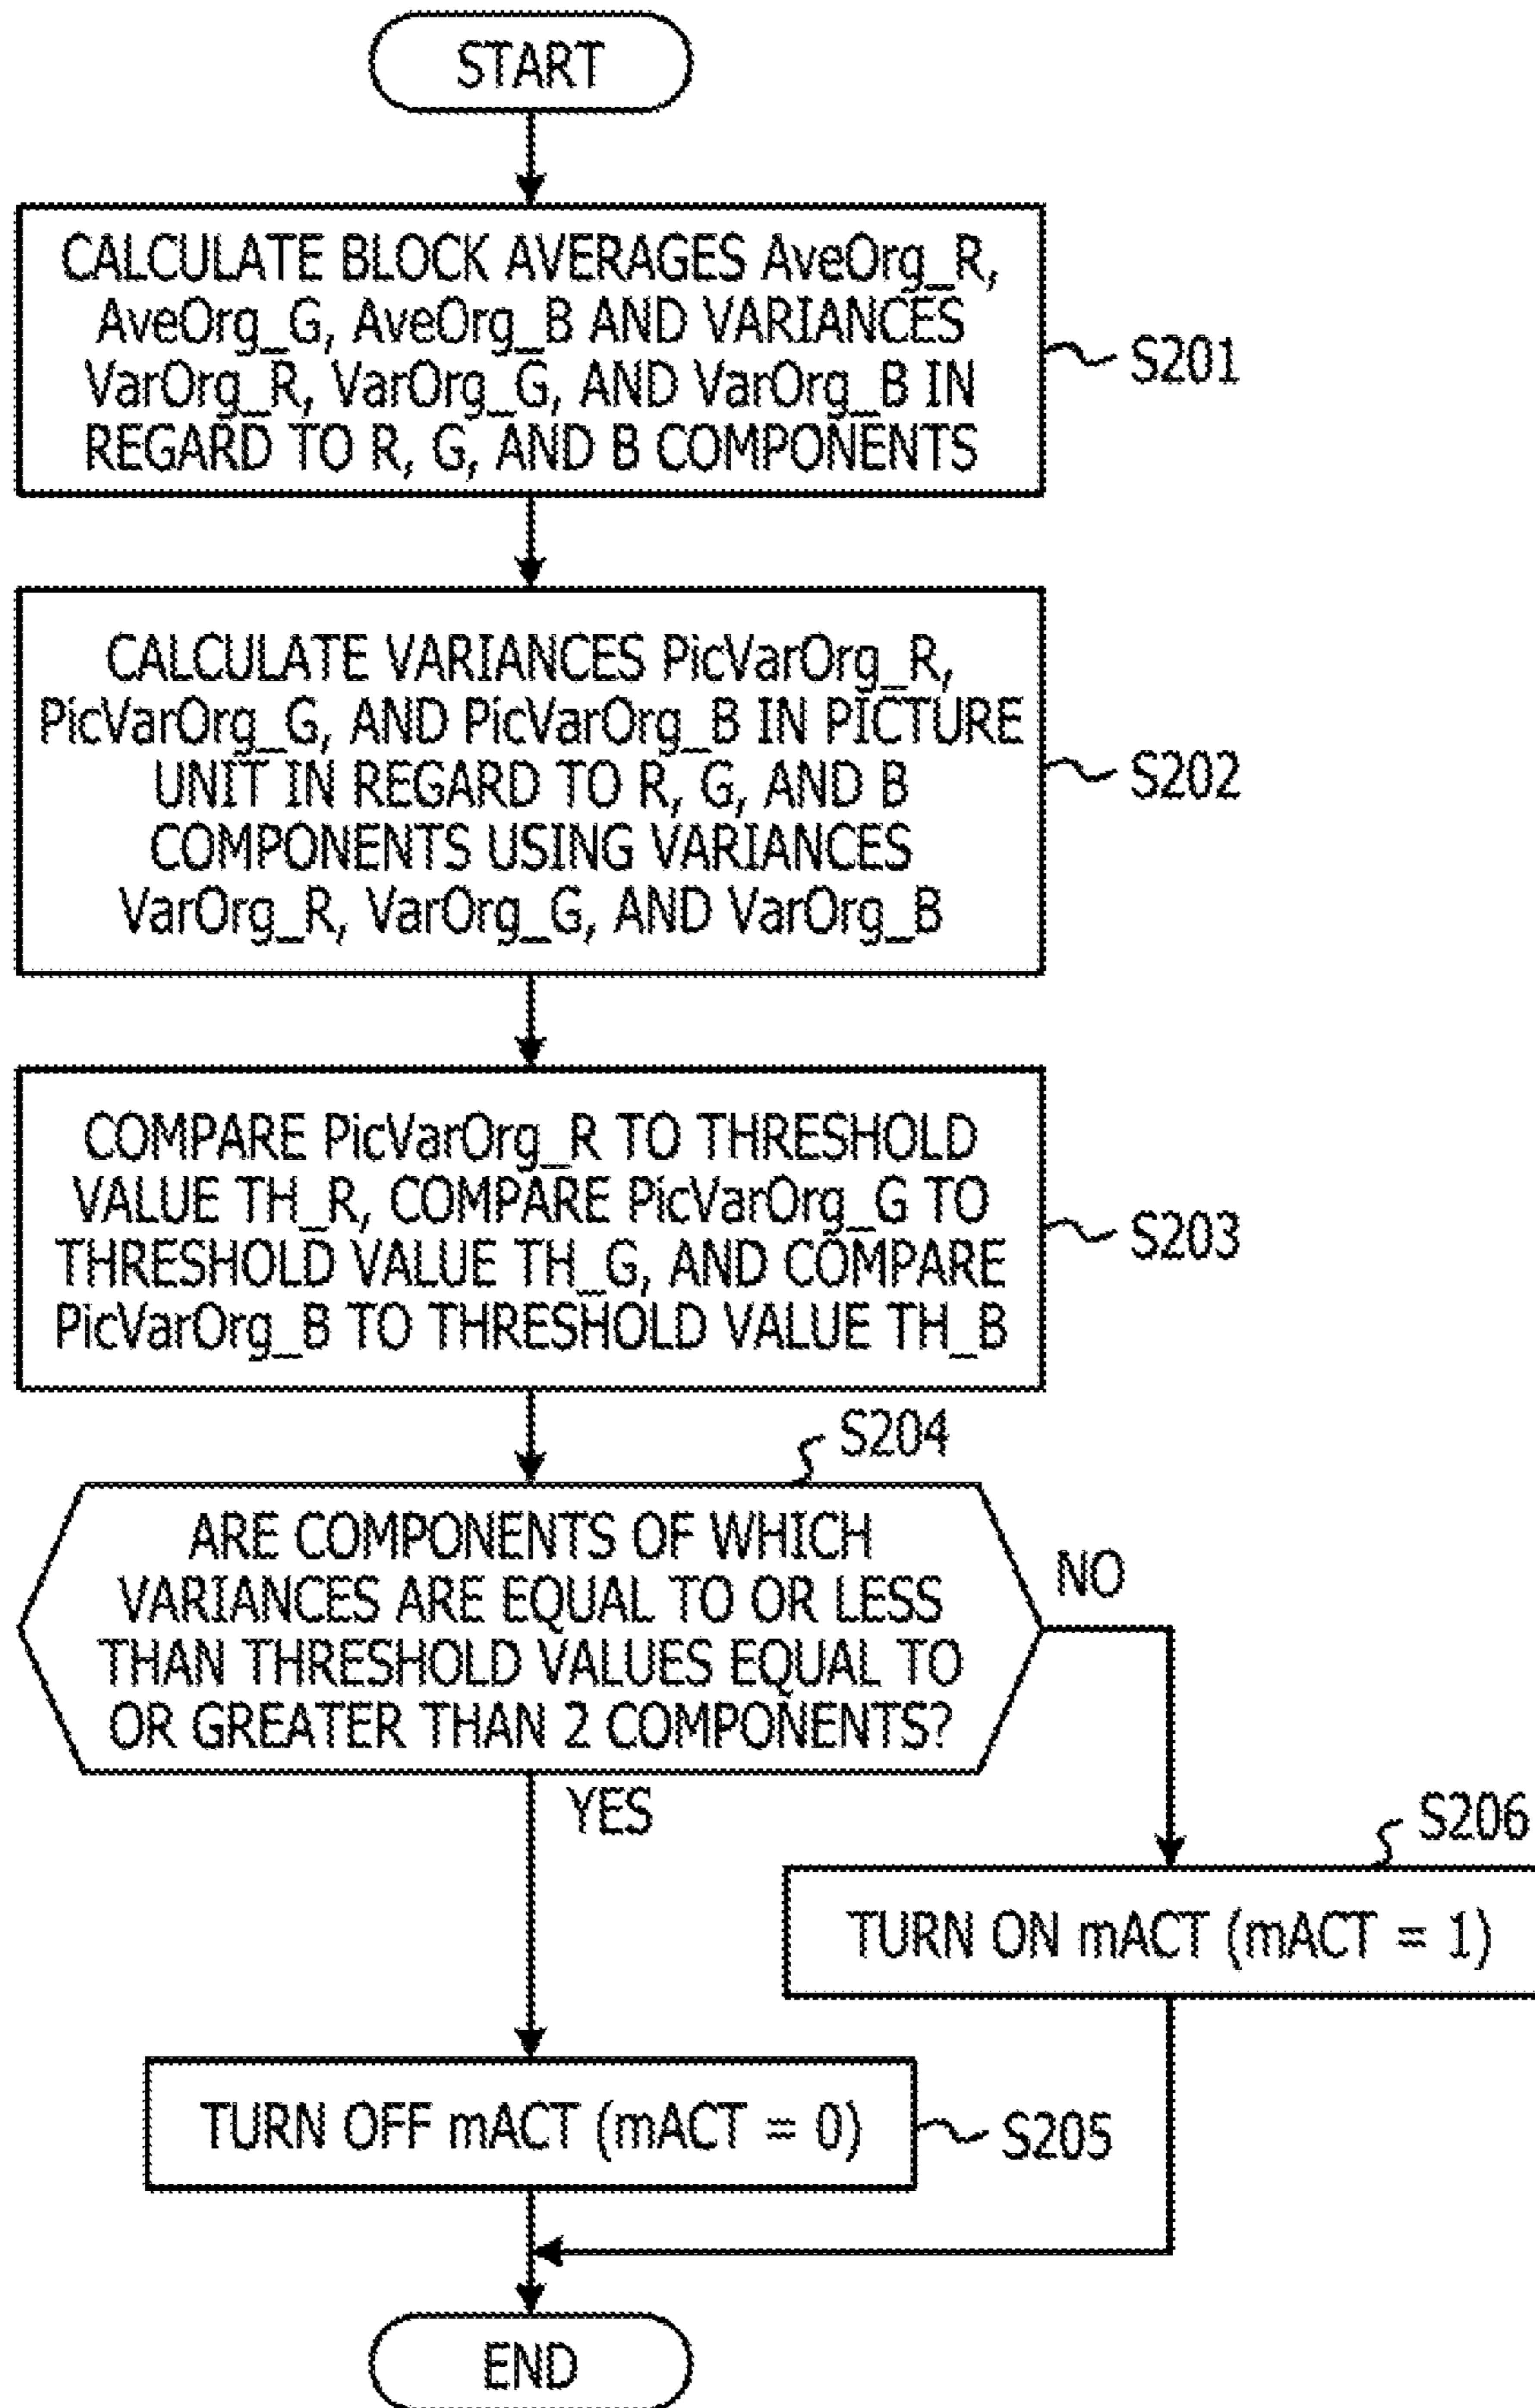 START
CALCULATE BLOCK AVERAGES AveOrg_R,
AveOrg_G, AveOrg_B AND VARIANCES
VarOrg_R, VarOrg_G, AND VarOrg_B IN
REGARD TO R, G, AND B COMPONENTS
S201
CALCULATE VARIANCES PicVarOrg_R,
PicVarOrg_G, AND PicVarOrg_B IN PICTURE
UNIT IN REGARD TO R, G, AND B
COMPONENTS USING VARIANCES
VarOrg_R, VarOrg_G, AND VarOrg_B
S202
COMPARE PicVarOrg_R TO THRESHOLD
VALUE TH_R, COMPARE PicVarOrg_G TO
THRESHOLD VALUE TH_G, AND COMPARE
PicVarOrg_B TO THRESHOLD VALUE TH_B
S203
S204
ARE COMPONENTS OF WHICH
VARIANCES ARE EQUAL TO OR LESS
THAN THRESHOLD VALUES EQUAL TO
OR GREATER THAN 2 COMPONENTS?
NO
YES
S206
TURN ON mACT (mACT = 1)
TURN OFF mACT (mACT = 0)
S205
END